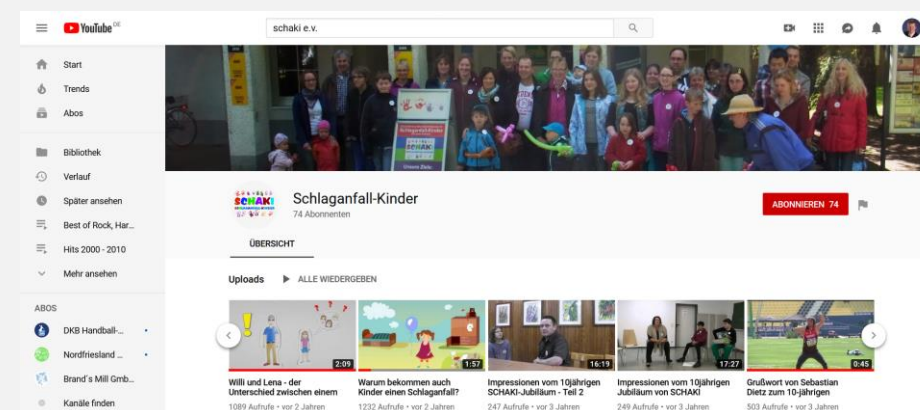 YouTube DE
schaki e.v.
Start
Trends
Abos
Bibliothek
Verlauf
Später ansehen
Best of Rock, Har...
Hits 2000 - 2010
Mehr ansehen
ABOS
DKB Handball-...
Nordfriesland ...
Brand´s Mill Gmb...
Kanäle finden
Schlaganfall-Kinder
SCHAKI
SCHAKI
Schlaganfall-Kinder
74 Abonnenten
ABONNIEREN 74
ÜBERSICHT
Uploads
ALLE WIEDERGEBEN
2:09
Willi und Lena - der
Unterschied zwischen einem
1089 Aufrufe • vor 2 Jahren
1:57
Warum bekommen auch
Kinder einen Schlaganfall?
1232 Aufrufe • vor 2 Jahren
16:19
Impressionen vom 10jährigen
SCHAKI-Jubiläum - Teil 2
247 Aufrufe • vor 3 Jahren
17:27
Impressionen vom 10jährigen
Jubiläum von SCHAKI
249 Aufrufe • vor 3 Jahren
0:45
Grußwort von Sebastian
Dietz zum 10-jährigen
503 Aufrufe • vor 3 Jahren